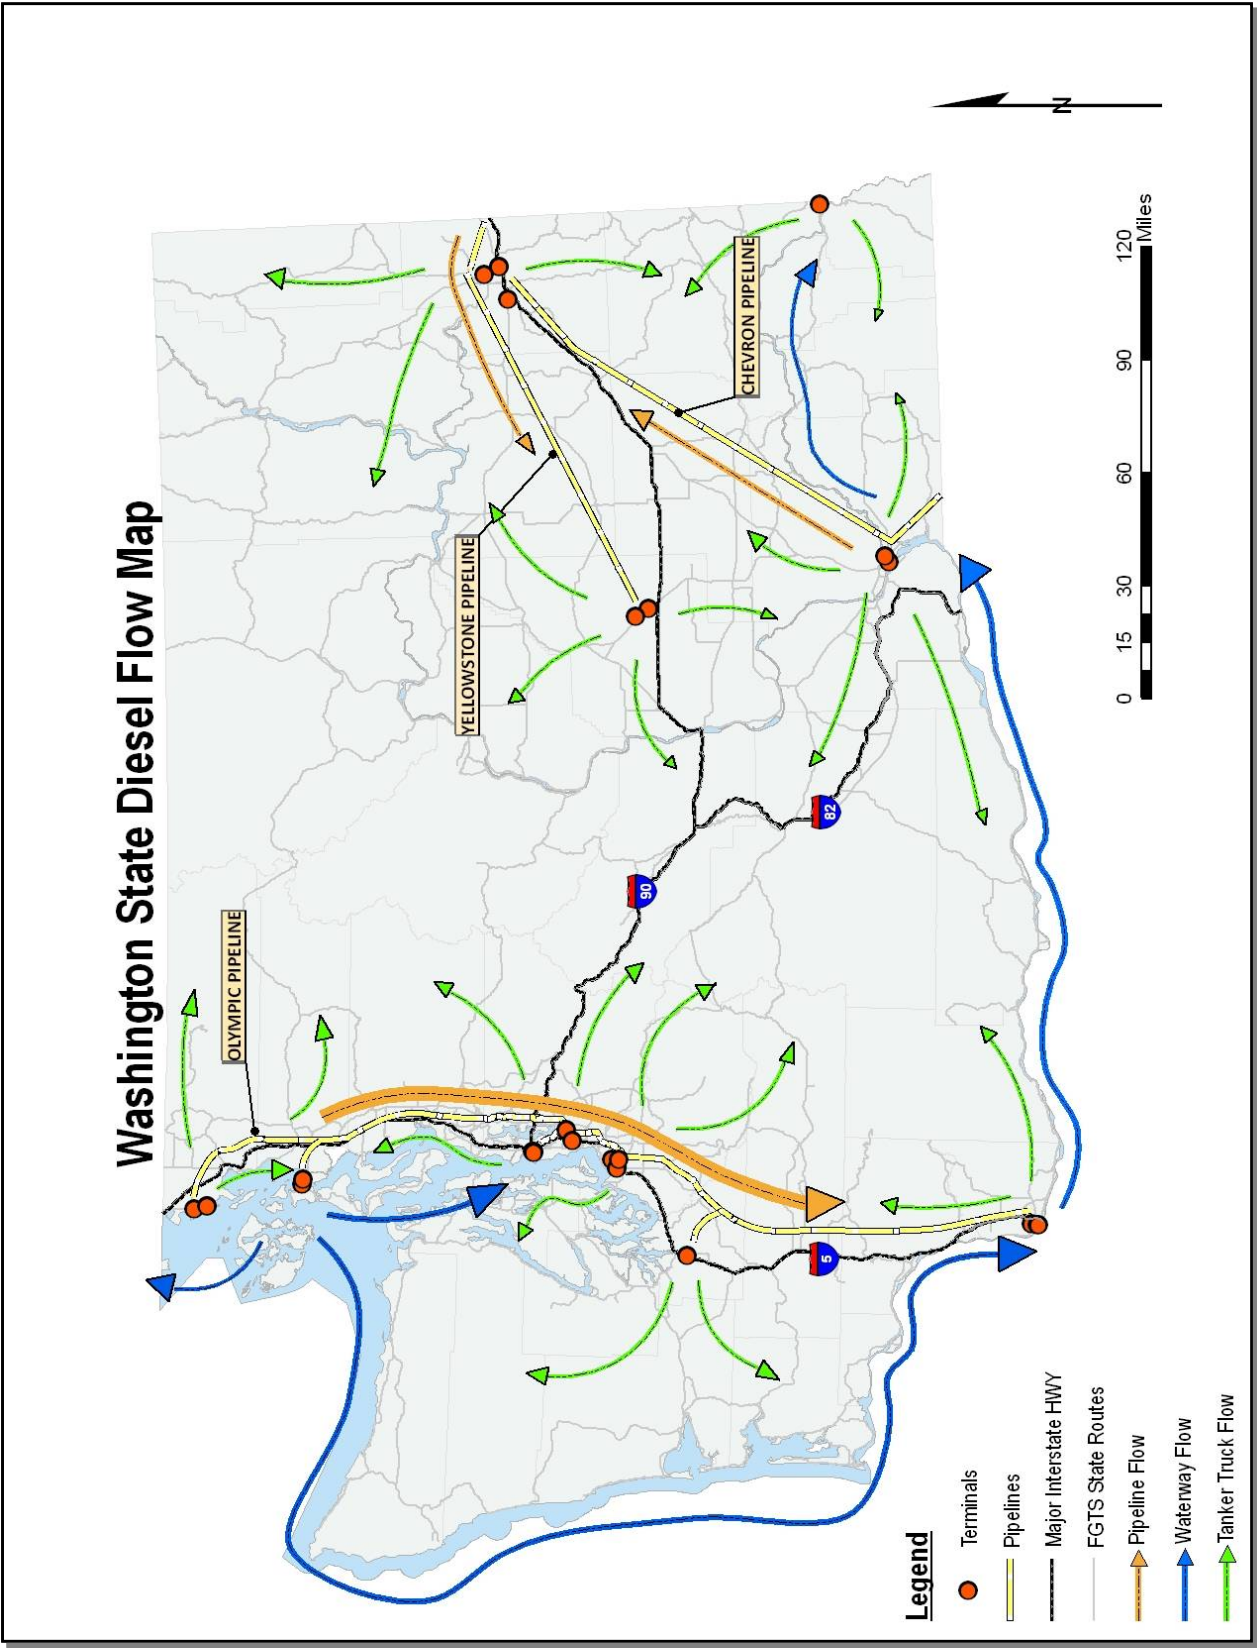 Washington State Diesel Flow Map
OLYMPIC PIPELINE
YELLOWSTONE PIPELINE
CHEVRON PIPELINE
90
82
5
N
0 15 30 60 90 120
Miles
Legend
Terminals
Pipelines
Major Interstate HWY
FGTS State Routes
Pipeline Flow
Waterway Flow
Tanker Truck Flow